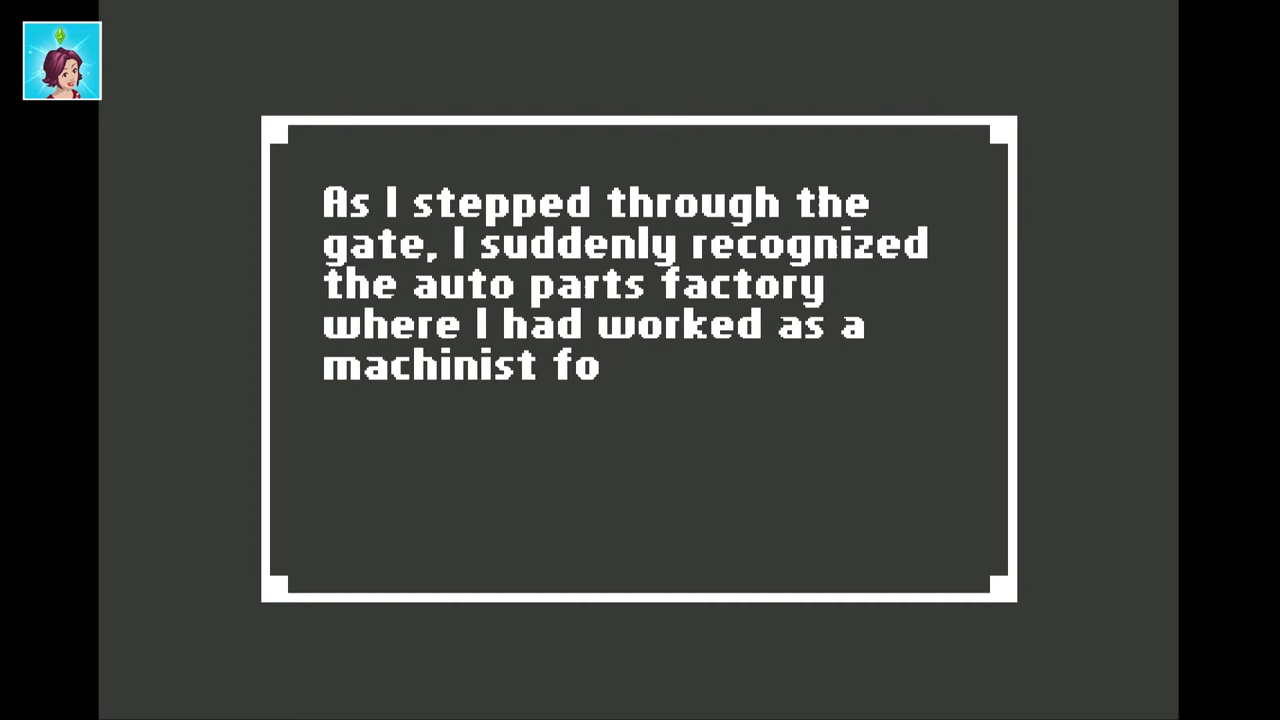 As I stepped through the
gate, I suddenly recognized
the auto parts factory
where I had worked as a
machinist fo